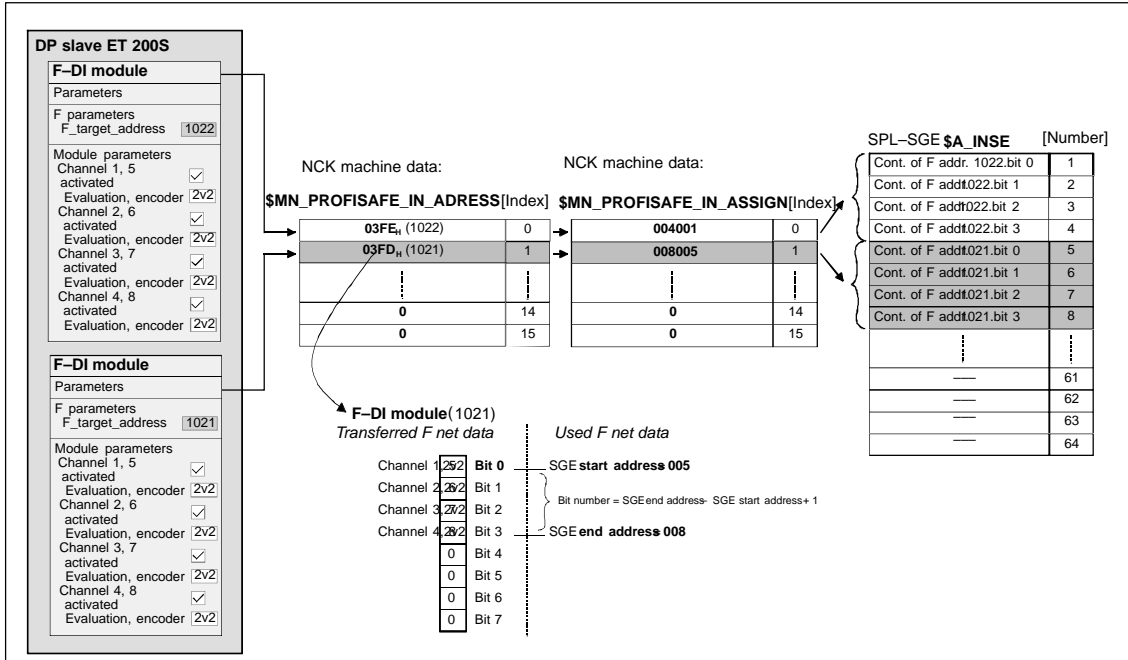 DP slave ET 200S
F–DI module
Parameters
F parameters
F_target_address 1022
Module parameters
Channel 1, 5
activated
Evaluation, encoder 2v2
Channel 2, 6
activated
Evaluation, encoder 2v2
Channel 3, 7
activated
Evaluation, encoder 2v2
Channel 4, 8
activated
Evaluation, encoder 2v2
F–DI module
Parameters
F parameters
F_target_address 1021
Module parameters
Channel 1, 5
activated
Evaluation, encoder 2v2
Channel 2, 6
activated
Evaluation, encoder 2v2
Channel 3, 7
activated
Evaluation, encoder 2v2
Channel 4, 8
activated
Evaluation, encoder 2v2
NCK machine data:
$MN_PROFISAFE_IN_ADRESS[Index]
03FEH (1022) 0
03FDH (1021) 1
0 14
0 15
NCK machine data:
$MN_PROFISAFE_IN_ASSIGN[Index]
004001 0
008005 1
0 14
0 15
SPL–SGE $A_INSE [Number]
Cont. of F addr. 1022.bit 0 1
Cont. of F addr.1022.bit 1 2
Cont. of F addr.1022.bit 2 3
Cont. of F addr.1022.bit 3 4
Cont. of F addr.1021.bit 0 5
Cont. of F addr.1021.bit 1 6
Cont. of F addr.1021.bit 2 7
Cont. of F addr.1021.bit 3 8
— 61
— 62
— 63
— 64
F–DI module(1021)
Transferred F net data Used F net data
Channel 1, 5 2v2 Bit 0 SGE start address = 005
Channel 2, 6 2v2 Bit 1
Bit number = SGE end address – SGE start address + 1
Channel 3, 7 2v2 Bit 2
Channel 4, 8 2v2 Bit 3 SGE end address = 008
0 Bit 4
0 Bit 5
0 Bit 6
0 Bit 7